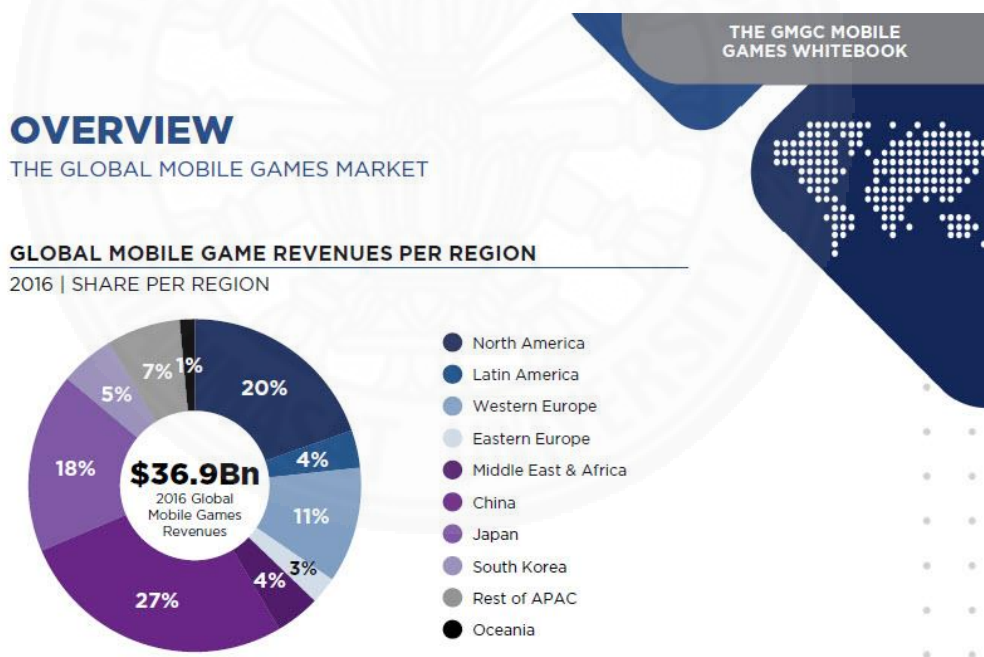 THE GMGC MOBILE
GAMES WHITEBOOK
OVERVIEW
THE GLOBAL MOBILE GAMES MARKET
GLOBAL MOBILE GAME REVENUES PER REGION
2016 | SHARE PER REGION
20%
4%
11%
3%
4%
27%
18%
5%
7%
1%
$36.9Bn
2016 Global
Mobile Games
Revenues
North America
Latin America
Western Europe
Eastern Europe
Middle East & Africa
China
Japan
South Korea
Rest of APAC
Oceania